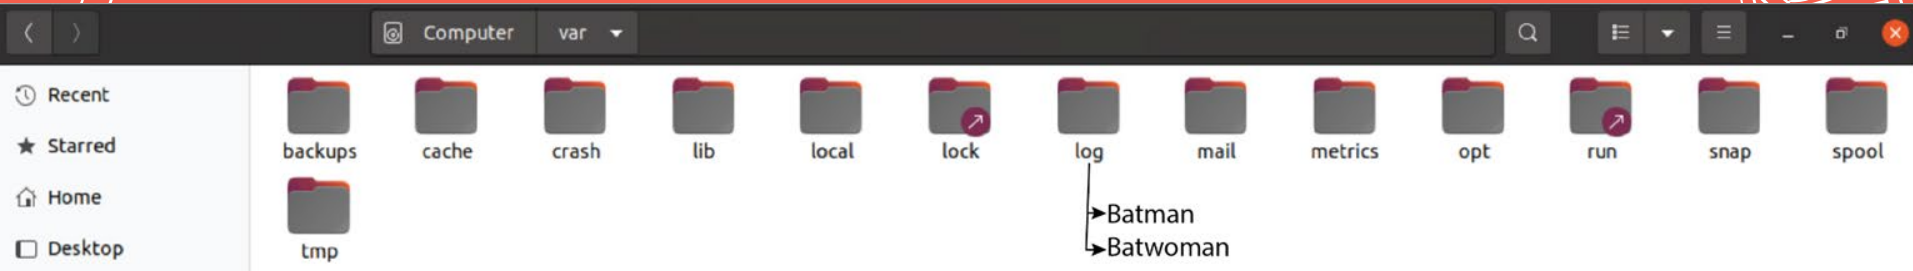 Computer var
Recent
Starred
Home
Desktop
backups cache crash lib local lock log mail metrics opt run snap spool
tmp
Batman
Batwoman